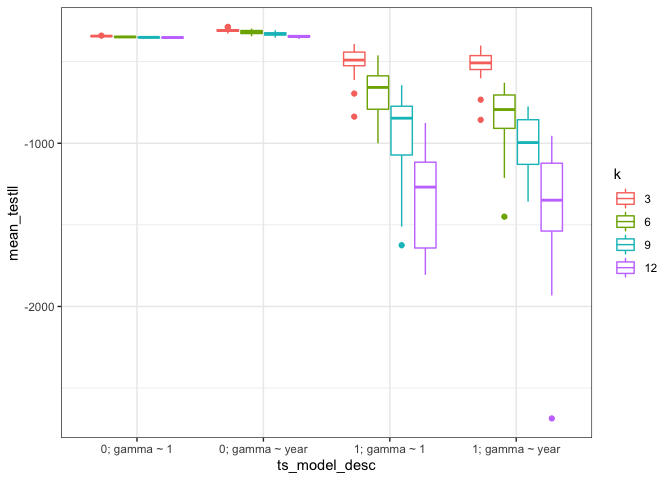 mean_testll
-1000
-2000
0; gamma ~ 1
0; gamma ~ year
1; gamma ~ 1
1; gamma ~ year
ts_model_desc
k
3
6
9
12